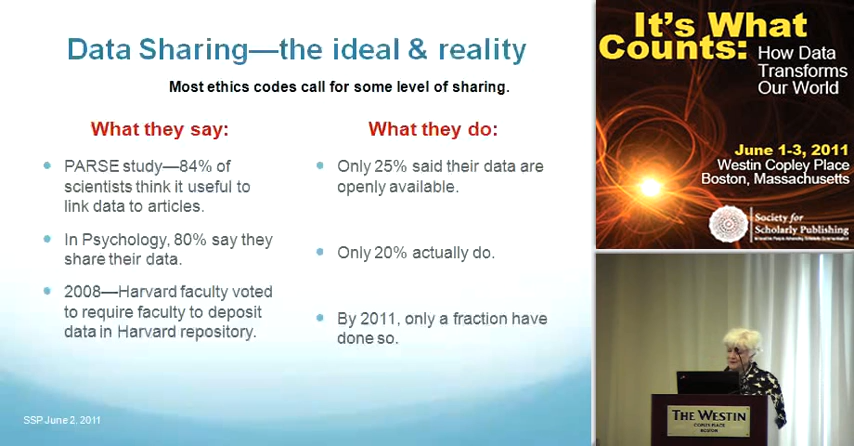 Data Sharing—the ideal & reality
Most ethics codes call for some level of sharing.
What they say:
PARSE study—84% of
scientists think it useful to
link data to articles.
In Psychology, 80% say they
share their data.
2008—Harvard faculty voted
to require faculty to deposit
data in Harvard repository.
What they do:
Only 25% said their data are
openly available.
Only 20% actually do.
By 2011, only a fraction have
done so.
SSP June 2, 2011
It's What
Counts: How Data
Transforms
Our World
June 1-3, 2011
Westin Copley Place
Boston, Massachusetts
Society for
Scholarly Publishing
THE WESTIN
COPLEY PLACE
BOSTON